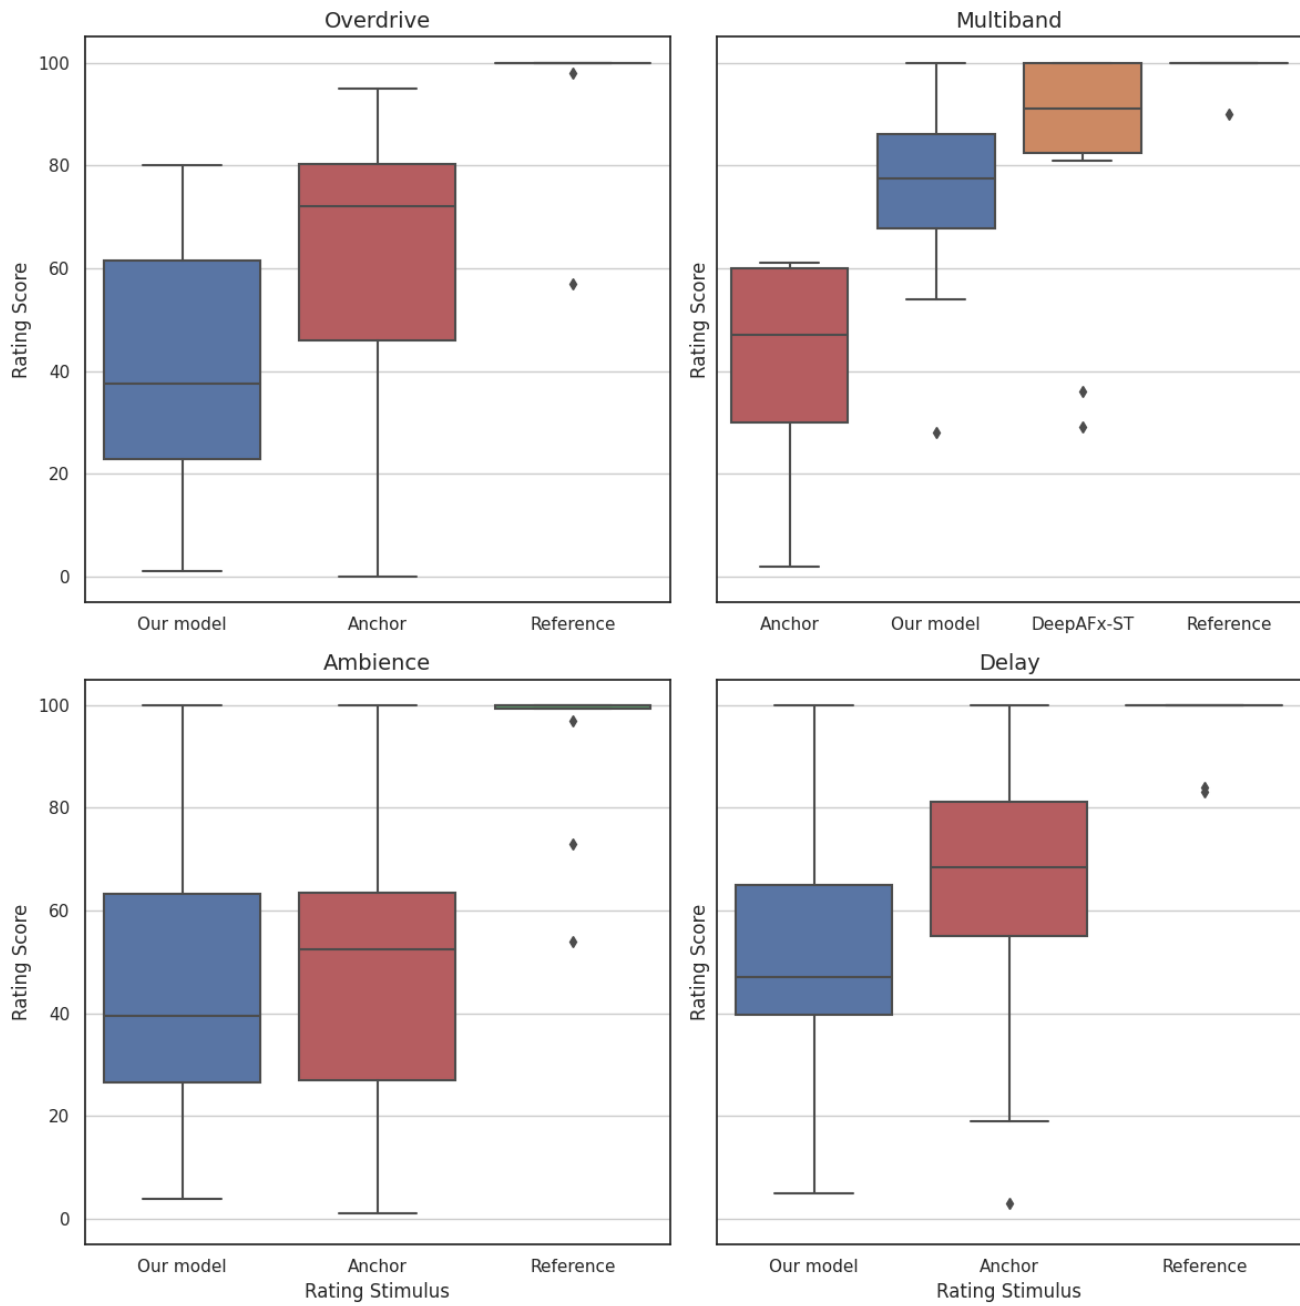 Overdrive
Rating Score
100
80
60
40
20
0
Our model Anchor Reference
Multiband
Rating Score
Anchor Our model DeepAFx-ST Reference
Ambience
Rating Score
100
80
60
40
20
0
Our model Anchor Reference
Rating Stimulus
Delay
Rating Score
Our model Anchor Reference
Rating Stimulus